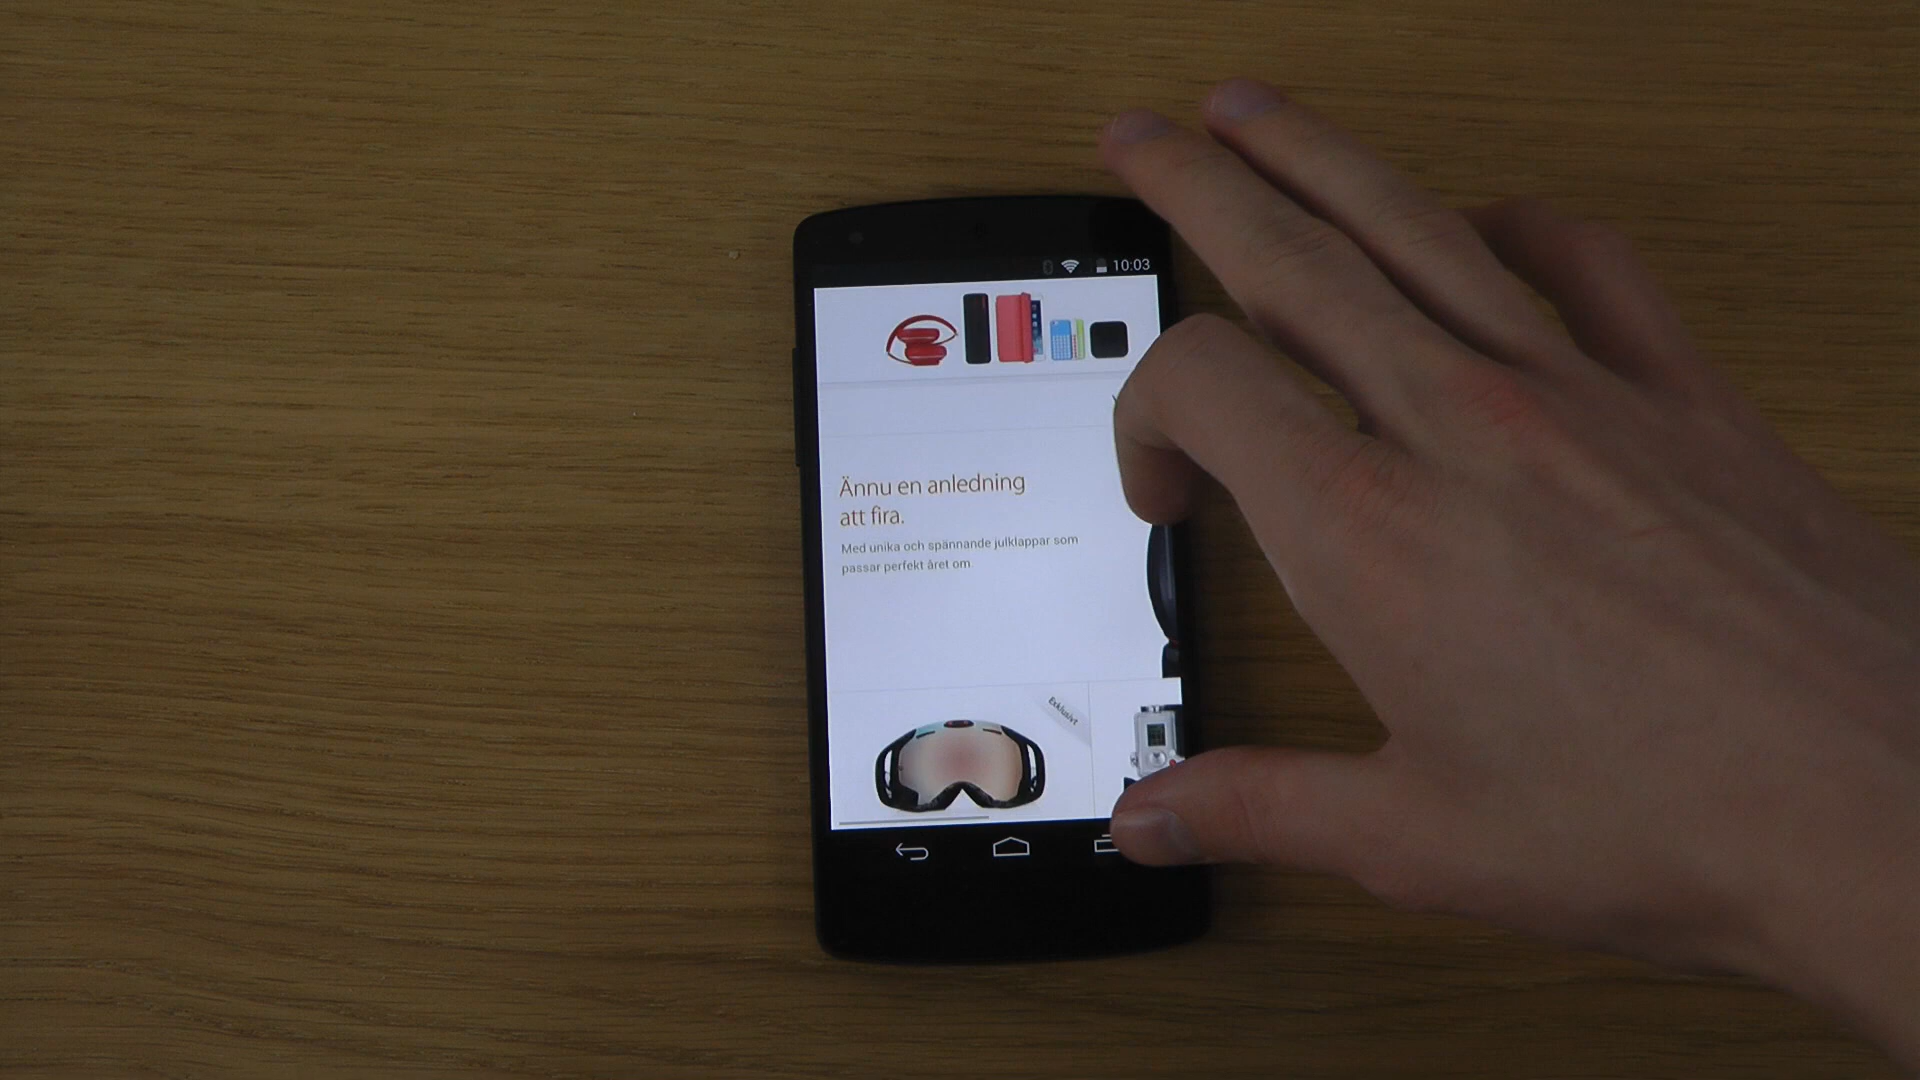 10:03
Ännu en anledning
att fira.
Med unika och spännande julklappar som
passar perfekt året om
Exklusivt